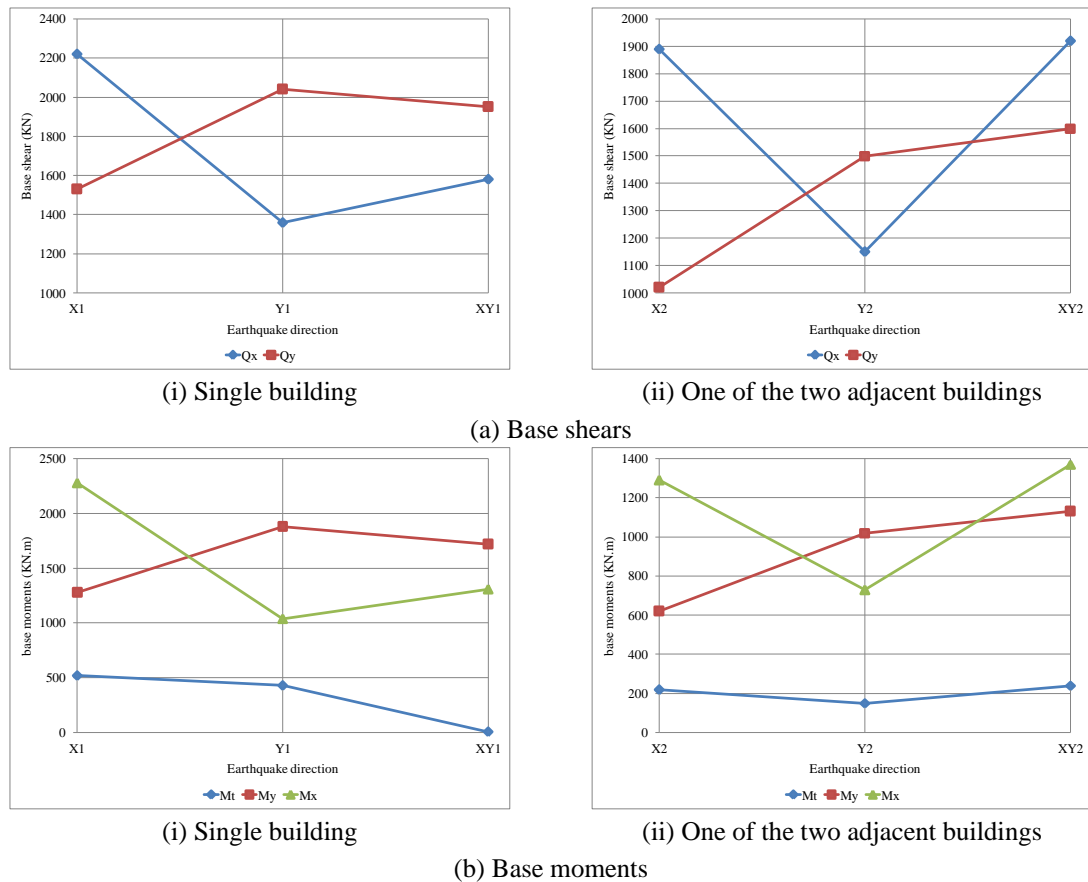 2400
2200
2000
1800
1600
1400
1200
1000
Base shear (KN)
X1 Y1 XY1
Earthquake direction
Qx Qy
(i) Single building
2000
1900
1800
1700
1600
1500
1400
1300
1200
1100
1000
Base shear (KN)
X2 Y2 XY2
Earthquake direction
Qx Qy
(ii) One of the two adjacent buildings
(a) Base shears
2500
2000
1500
1000
500
0
base moments (KN.m)
X1 Y1 XY1
Earthquake direction
Mt My Mx
(i) Single building
1400
1200
1000
800
600
400
200
0
base moments (KN.m)
X2 Y2 XY2
Earthquake direction
Mt My Mx
(ii) One of the two adjacent buildings
(b) Base moments